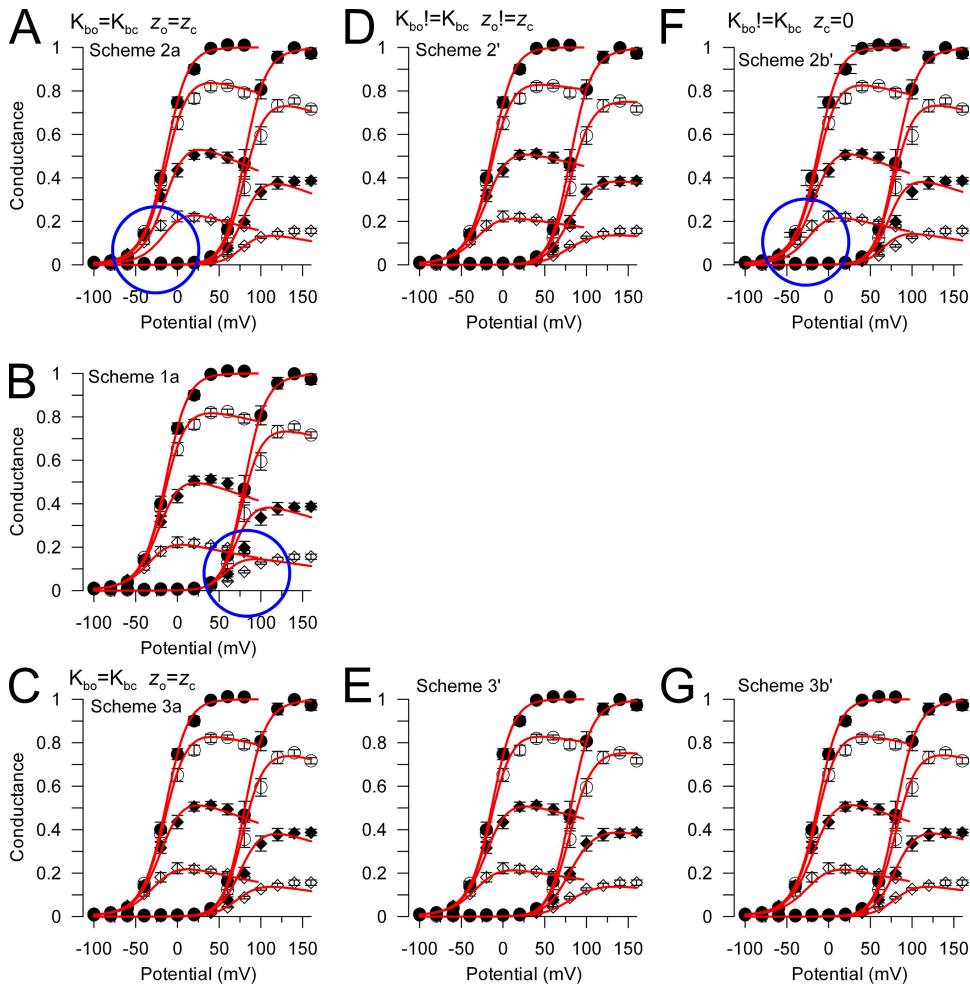 A
K_bo=K_bc z_o=z_c
Scheme 2a
Conductance
1
0.8
0.6
0.4
0.2
0
-100 -50 0 50 100 150
Potential (mV)
D
K_bo!=K_bc z_o!=z_c
Scheme 2'
1
0.8
0.6
0.4
0.2
0
-100 -50 0 50 100 150
Potential (mV)
F
K_bo!=K_bc z_c=0
Scheme 2b'
1
0.8
0.6
0.4
0.2
0
-100 -50 0 50 100 150
Potential (mV)
B
Scheme 1a
Conductance
1
0.8
0.6
0.4
0.2
0
-100 -50 0 50 100 150
Potential (mV)
C
K_bo=K_bc z_o=z_c
Scheme 3a
Conductance
1
0.8
0.6
0.4
0.2
0
-100 -50 0 50 100 150
Potential (mV)
E
Scheme 3'
1
0.8
0.6
0.4
0.2
0
-100 -50 0 50 100 150
Potential (mV)
G
Scheme 3b'
1
0.8
0.6
0.4
0.2
0
-100 -50 0 50 100 150
Potential (mV)